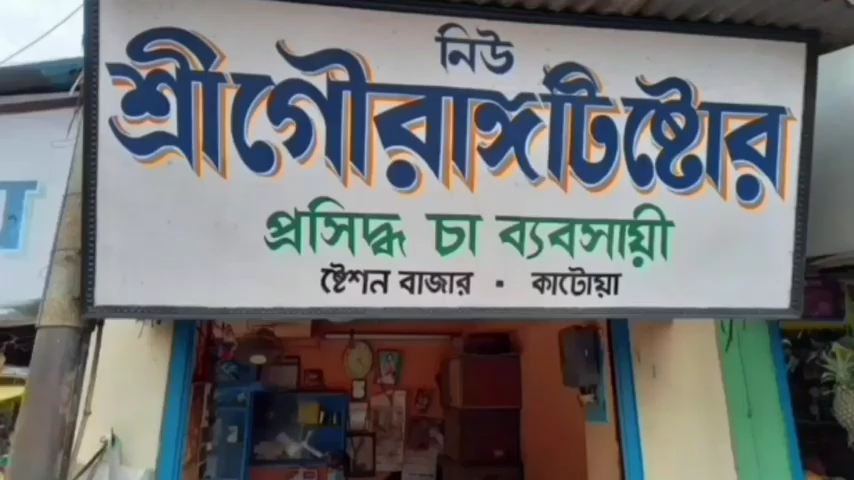 নিউ
শ্রীগৌরাঙ্গ টি ষ্টোর
প্রসিদ্ধ চা ব্যবসায়ী
ষ্টেশন বাজার ▪ কাটোয়া